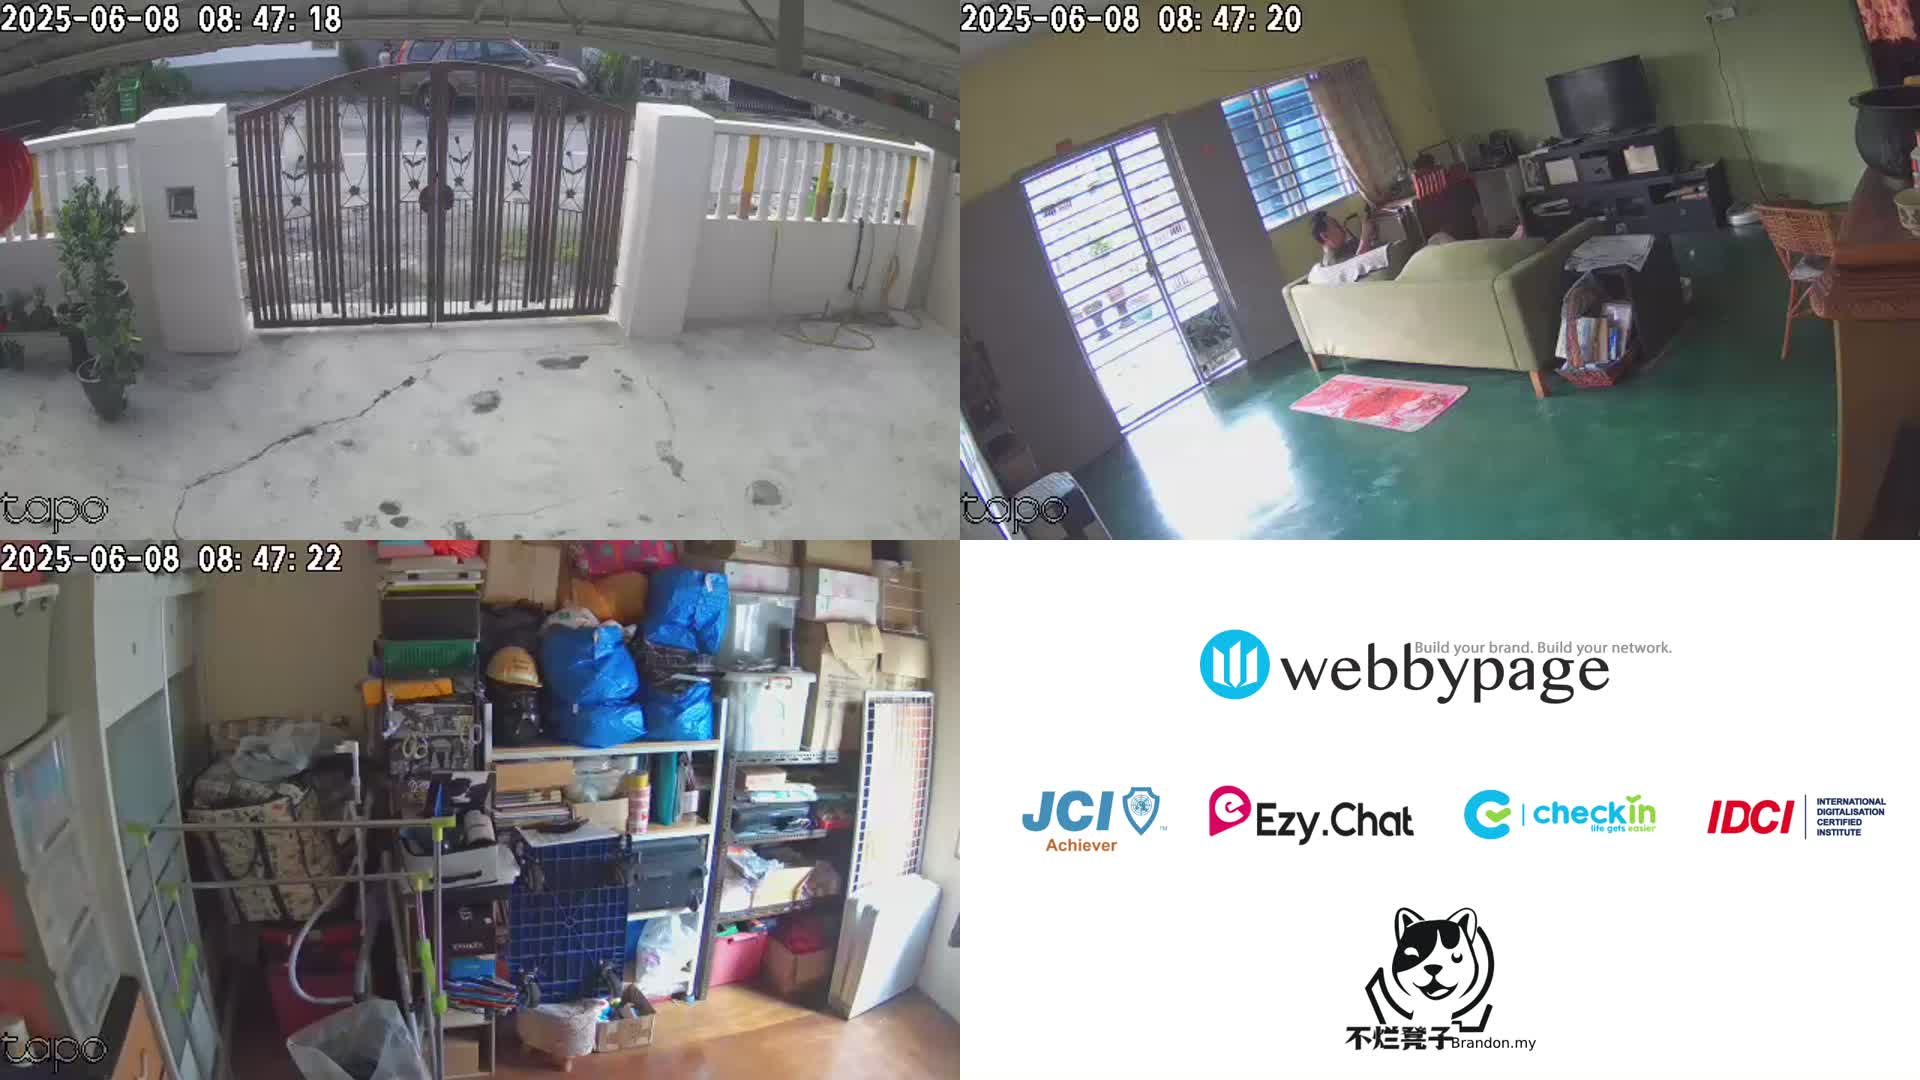 2025-06-08 08:47:18
2025-06-08 08:47:20
tapo
tapo
2025-06-08 08:47:22
tapo
Build your brand. Build your network.
webbypage
JCI
TM
Achiever
Ezy.Chat
checkin
life gets easier
IDCI
INTERNATIONAL
DIGITALISATION
CERTIFIED
INSTITUTE
不烂凳子
Brandon.my